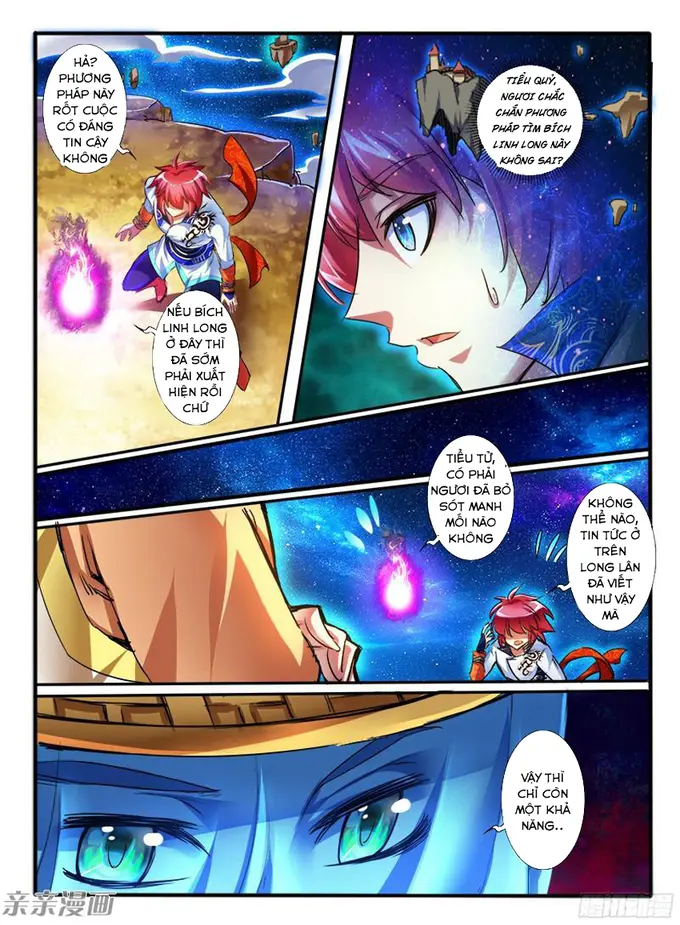 HẢ?
PHƯƠNG
PHÁP NÀY
RỐT CUỘC
CÓ ĐÁNG
TIN CẬY
KHÔNG
NẾU BÍCH
LINH LONG
Ở ĐÂY THÌ
ĐÃ SỚM
PHẢI XUẤT
HIỆN RỒI
CHỨ
TIỂU QUỶ,
NGƯƠI CHẮC
CHẮN PHƯƠNG
PHÁP TÌM BÍCH
LINH LONG NÀY
KHÔNG SAI?
TIỂU TỬ,
CÓ PHẢI
NGƯƠI ĐÃ BỎ
SÓT MANH
MỐI NÀO
KHÔNG
KHÔNG
THỂ NÀO,
TIN TỨC Ở
TRÊN
LONG LÂN
ĐÃ VIẾT
NHƯ VẬY
MÀ
VẬY THÌ
CHỈ CÒN
MỘT KHẢ
NĂNG..
亲亲漫画